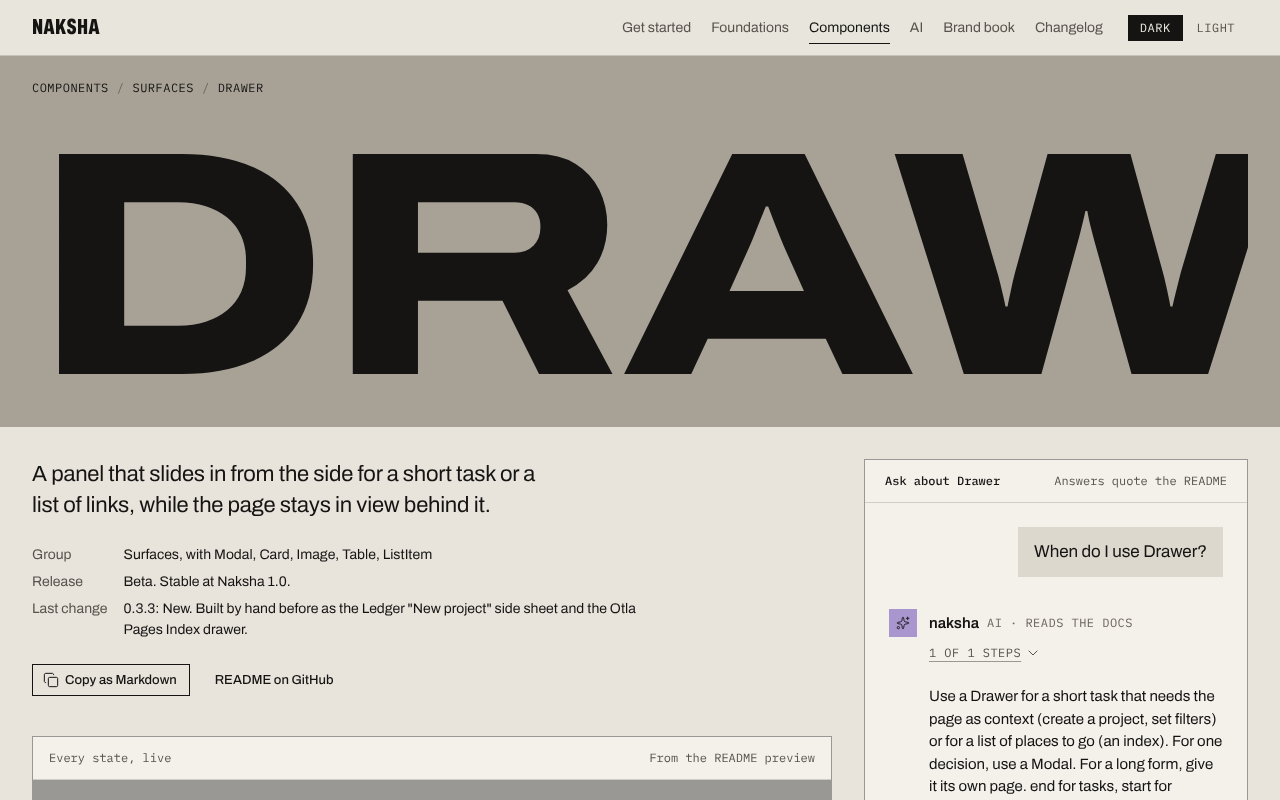 NAKSHA
Get started Foundations Components AI Brand book Changelog DARK LIGHT
COMPONENTS / SURFACES / DRAWER
DRAW
A panel that slides in from the side for a short task or a
list of links, while the page stays in view behind it.
Group Surfaces, with Modal, Card, Image, Table, ListItem
Release Beta. Stable at Naksha 1.0.
Last change 0.3.3: New. Built by hand before as the Ledger "New project" side sheet and the Otla
Pages Index drawer.
Copy as Markdown README on GitHub
Every state, live From the README preview
Ask about Drawer Answers quote the README
When do I use Drawer?
naksha AI · READS THE DOCS
1 OF 1 STEPS
Use a Drawer for a short task that needs the
page as context (create a project, set filters)
or for a list of places to go (an index). For one
decision, use a Modal. For a long form, give
it its own page. end for tasks, start for